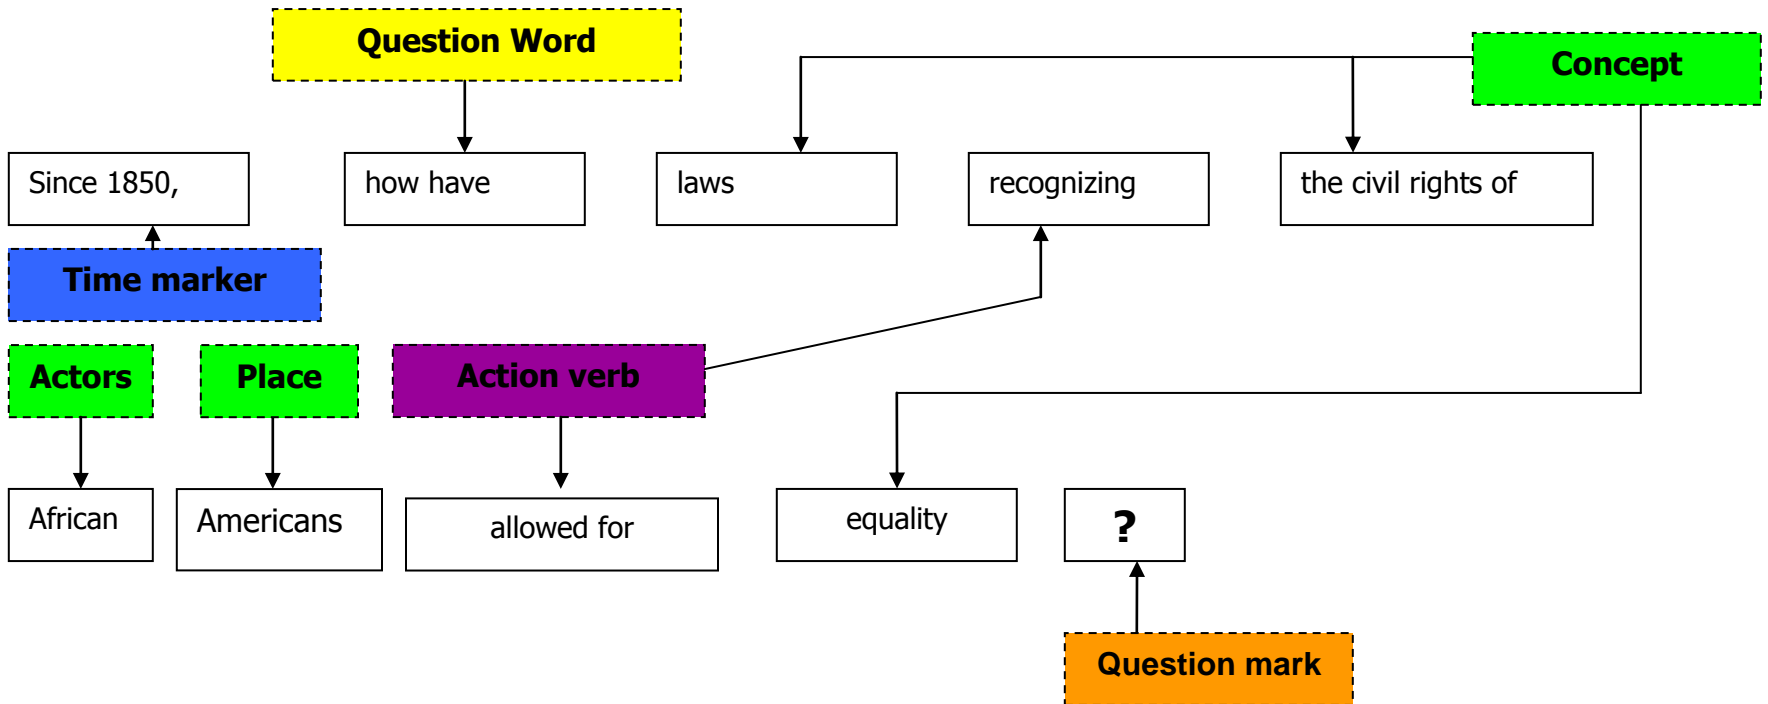 Question Word
Concept
Since 1850,
how have
laws
recognizing
the civil rights of
Time marker
Actors
Place
Action verb
African
Americans
allowed for
equality
?
Question mark